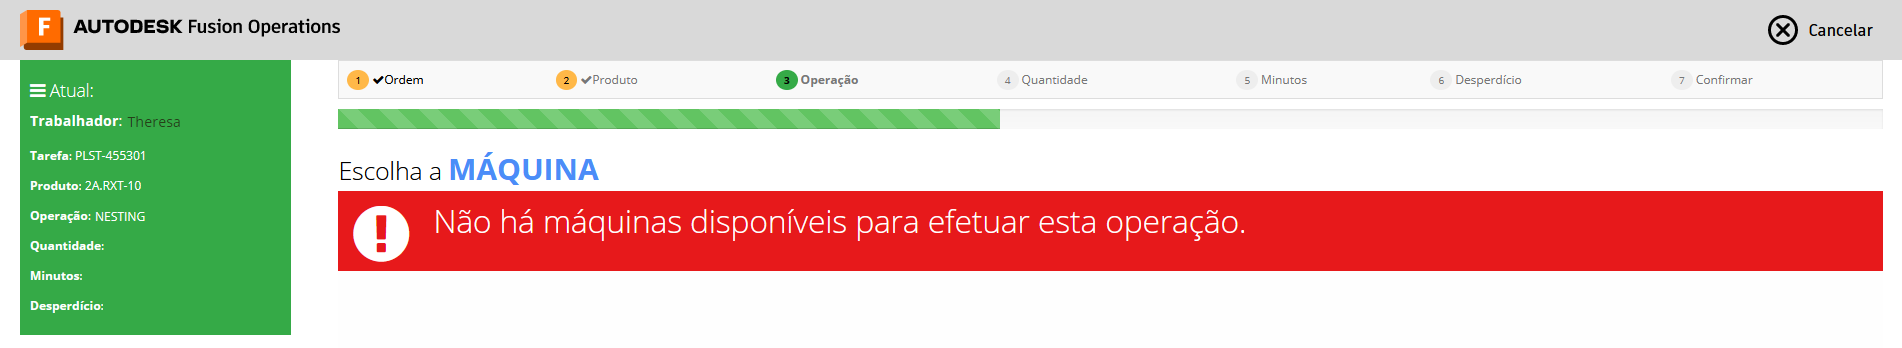 F AUTODESK Fusion Operations
Cancelar
Atual:
Trabalhador: Theresa
Tarefa: PLST-455301
Produto: 2A.RXT-10
Operação: NESTING
Quantidade:
Minutos:
Desperdício:
1 Ordem 2 Produto 3 Operação 4 Quantidade 5 Minutos 6 Desperdício 7 Confirmar
Escolha a MÁQUINA
! Não há máquinas disponíveis para efetuar esta operação.